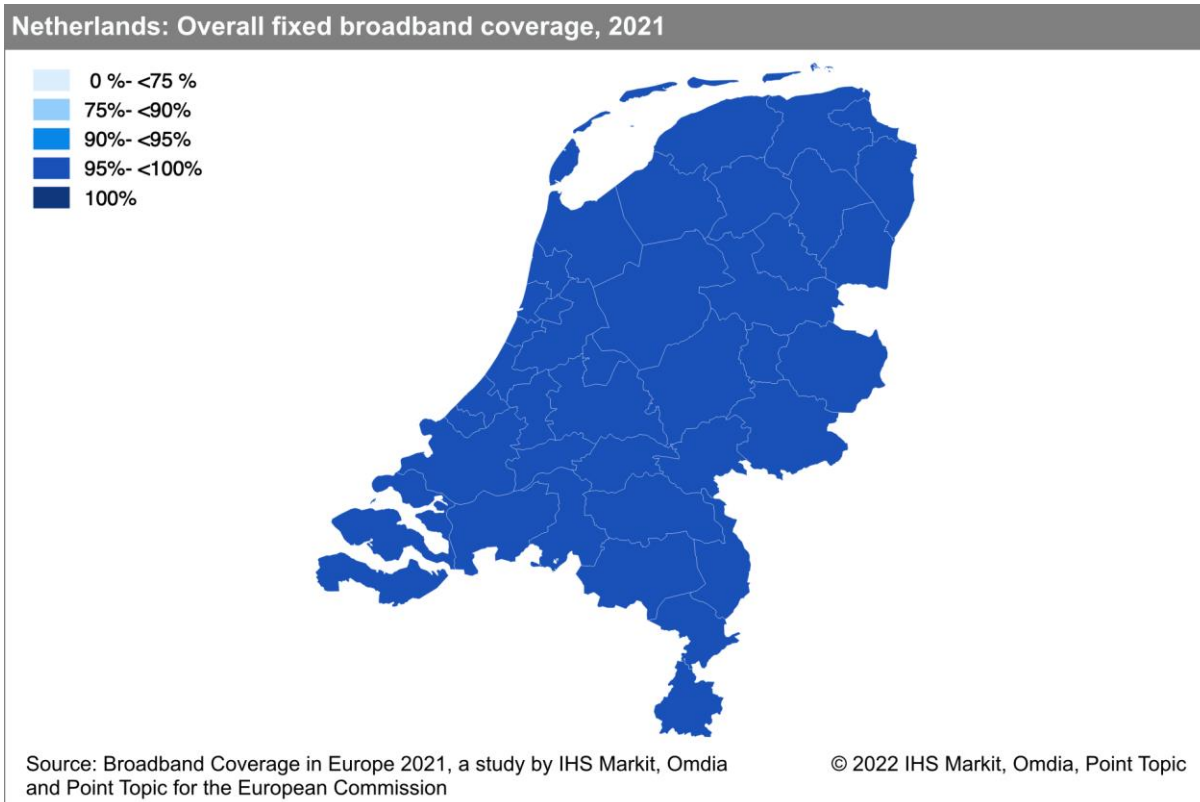 Netherlands: Overall fixed broadband coverage, 2021
0 %- <75 %
75%- <90%
90%- <95%
95%- <100%
100%
Source: Broadband Coverage in Europe 2021, a study by IHS Markit, Omdia
and Point Topic for the European Commission
© 2022 IHS Markit, Omdia, Point Topic